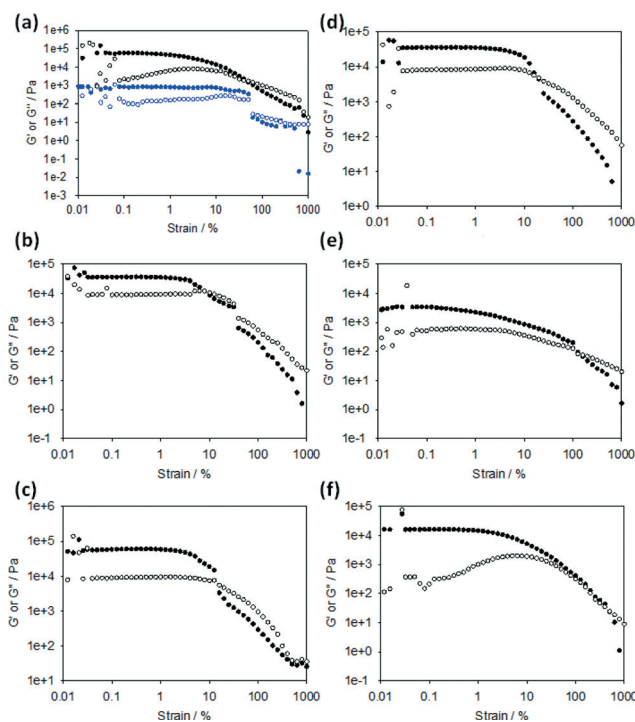 (a)
G' or G'' / Pa
1e+6
1e+5
1e+4
1e+3
1e+2
1e+1
1e+0
1e-1
1e-2
1e-3
0.01 0.1 1 10 100 1000
Strain / %
(b)
G' or G'' / Pa
1e+5
1e+4
1e+3
1e+2
1e+1
1e+0
1e-1
0.01 0.1 1 10 100 1000
Strain / %
(c)
G' or G'' / Pa
1e+6
1e+5
1e+4
1e+3
1e+2
1e+1
0.01 0.1 1 10 100 1000
Strain / %
(d)
G' or G'' / Pa
1e+5
1e+4
1e+3
1e+2
1e+1
1e+0
0.01 0.1 1 10 100 1000
Strain / %
(e)
G' or G'' / Pa
1e+5
1e+4
1e+3
1e+2
1e+1
1e+0
1e-1
0.01 0.1 1 10 100 1000
Strain / %
(f)
G' or G'' / Pa
1e+5
1e+4
1e+3
1e+2
1e+1
1e+0
0.01 0.1 1 10 100 1000
Strain / %